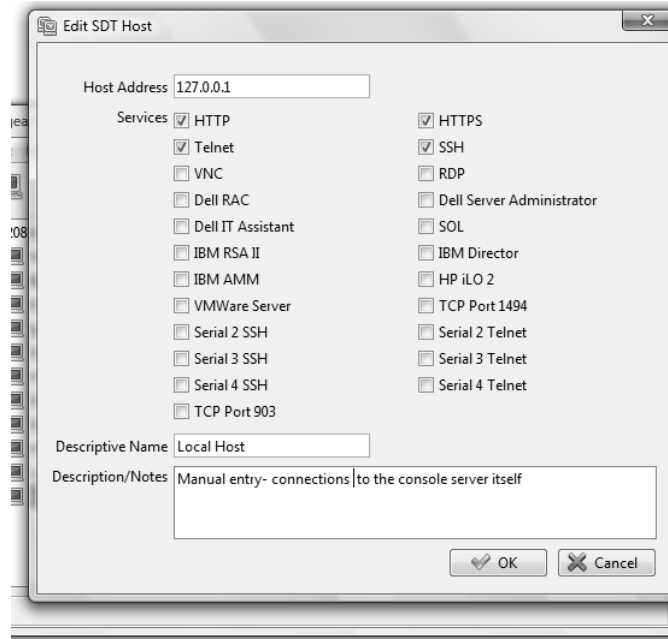 Edit SDT Host
Host Address 127.0.0.1
Services HTTP HTTPS
Telnet SSH
VNC RDP
Dell RAC Dell Server Administrator
Dell IT Assistant SOL
IBM RSA II IBM Director
IBM AMM HP iLO 2
VMWare Server TCP Port 1494
Serial 2 SSH Serial 2 Telnet
Serial 3 SSH Serial 3 Telnet
Serial 4 SSH Serial 4 Telnet
TCP Port 903
Descriptive Name Local Host
Description/Notes Manual entry- connections to the console server itself
OK Cancel